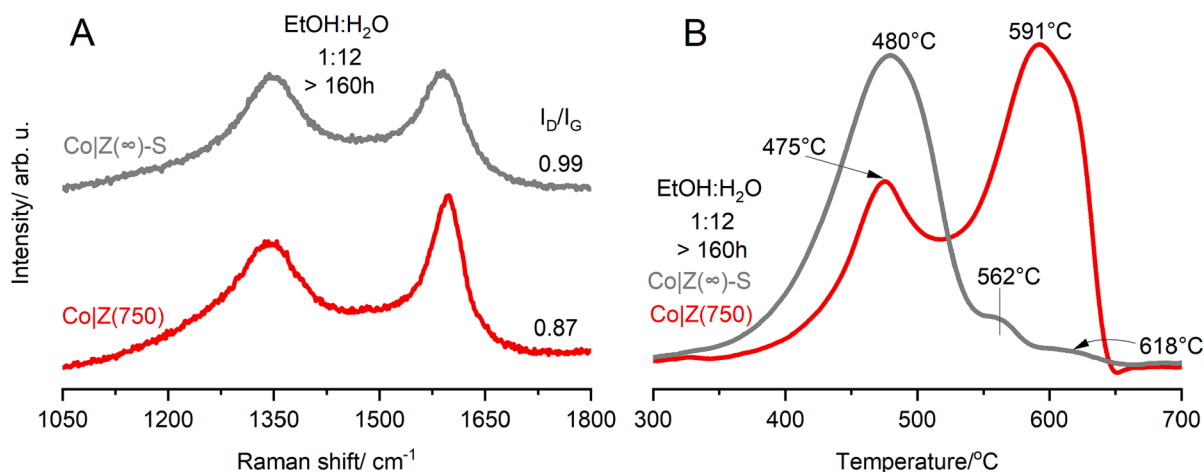 A
EtOH:H₂O
1:12
> 160h
I_D/I_G
Co|Z(∞)-S
0.99
Co|Z(750)
0.87
Intensity/ arb. u.
1050
1200
1350
1500
1650
1800
Raman shift/ cm⁻¹
B
480°C
591°C
475°C
EtOH:H₂O
1:12
> 160h
Co|Z(∞)-S
Co|Z(750)
562°C
618°C
300
400
500
600
700
Temperature/°C